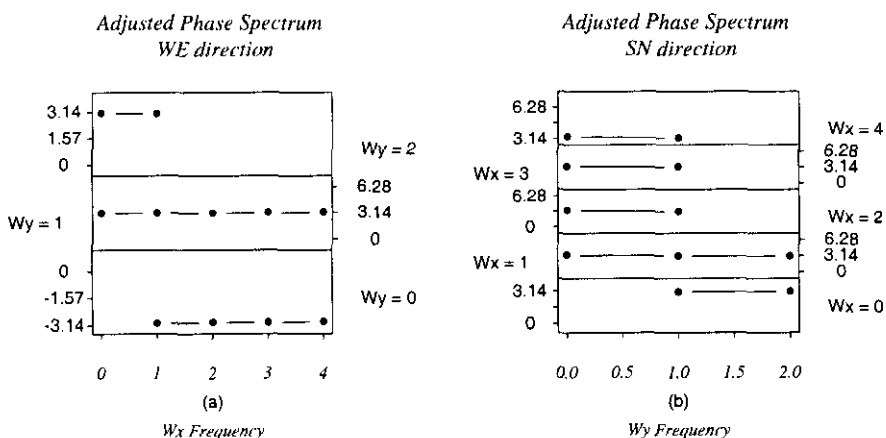 Adjusted Phase Spectrum
WE direction
3.14
1.57
0
Wy = 2
6.28
3.14
0
Wy = 1
0
-1.57
-3.14
Wy=0
0 1 2 3 4
(a)
Wx Frequency
Adjusted Phase Spectrum
SN direction
6.28
3.14
Wx = 4
6.28
3.14
0
Wx = 3
6.28
0
Wx = 2
6.28
3.14
0
Wx = 1
3.14
0
Wx=0
0.0 0.5 1.0 1.5 2.0
(b)
Wy Frequency